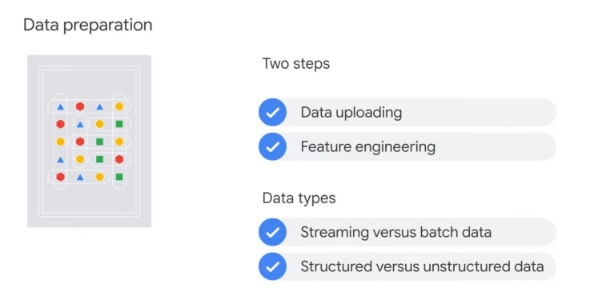 Data preparation
Two steps
Data uploading
Feature engineering
Data types
Streaming versus batch data
Structured versus unstructured data